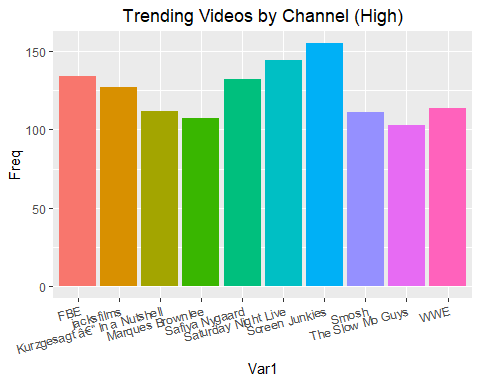 Trending Videos by Channel (High)
150
100
50
0
Freq
FBE
jacksfilms
Kurzgesagt â€“ In a Nutshell
Marques Brownlee
Safiya Nygaard
Saturday Night Live
Screen Junkies
Smosh
The Slow Mo Guys
WWE
Var1